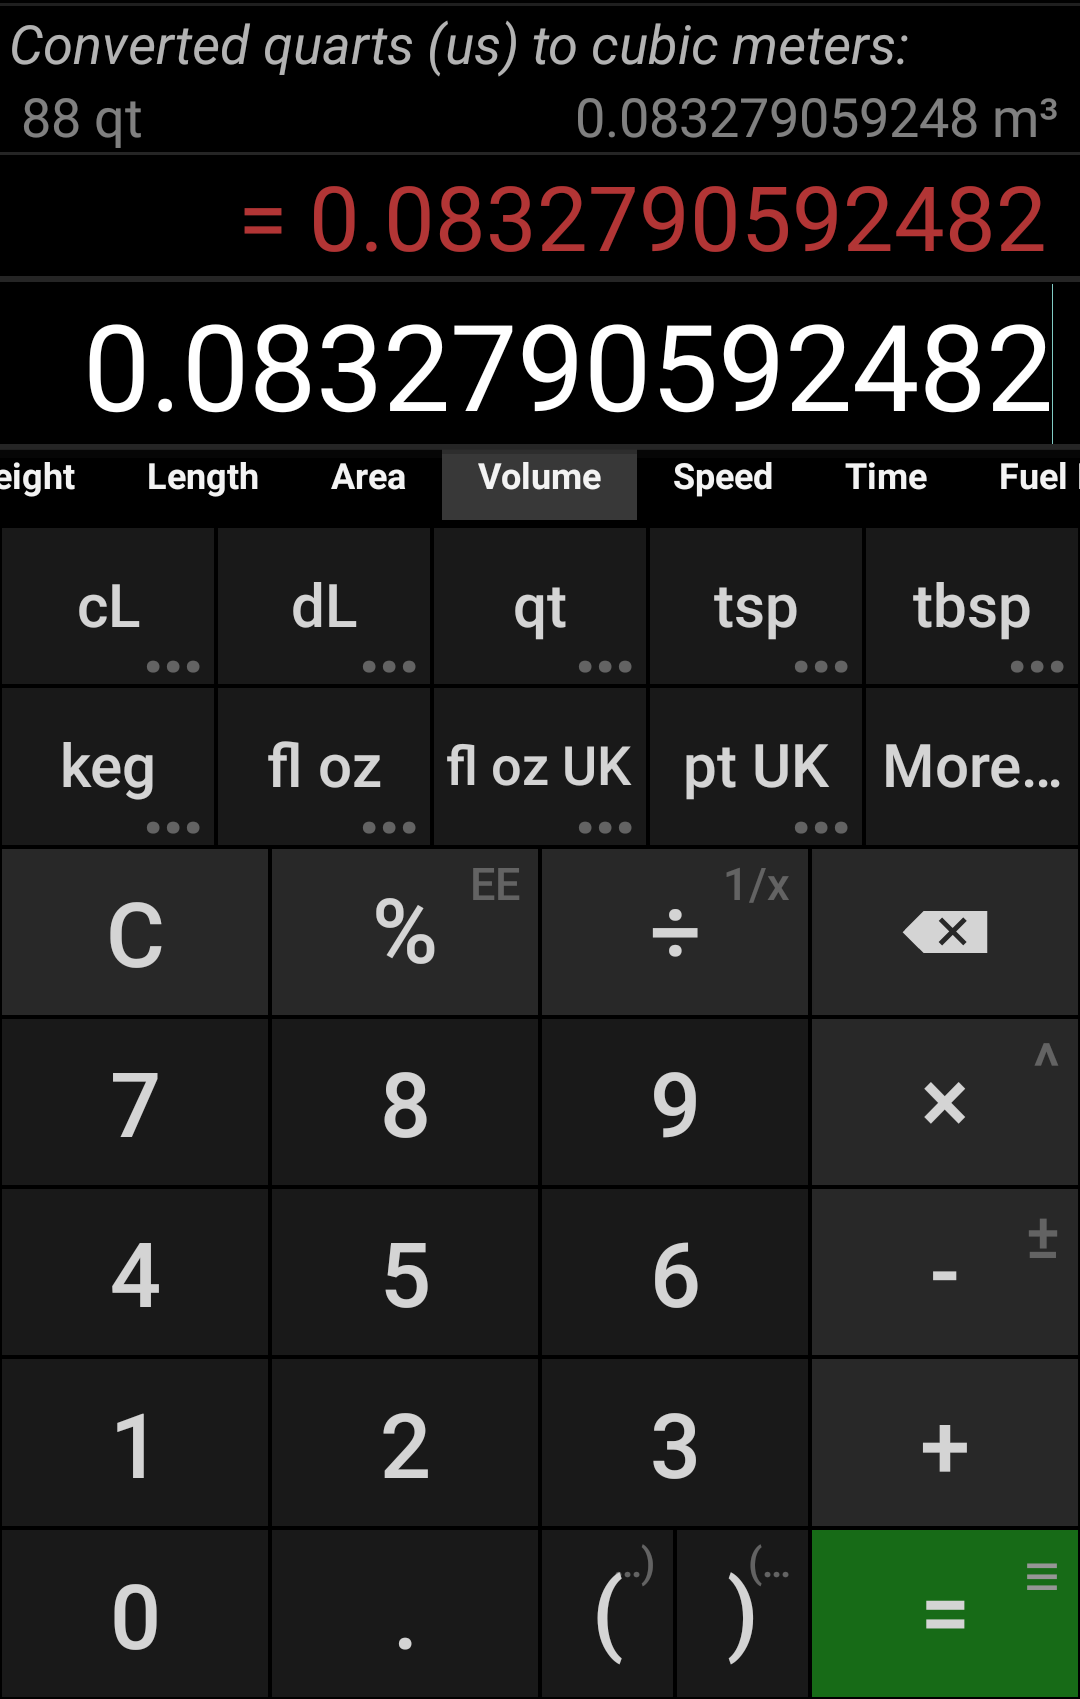 Converted quarts (us) to cubic meters:
88 qt 0.083279059248 m³
= 0.0832790592482
0.0832790592482
eight Length Area Volume Speed Time Fuel
cL dL qt tsp tbsp
keg fl oz fl oz UK pt UK More...
C % EE ÷ 1/x
7 8 9 × ^
4 5 6 - ±
1 2 3 +
0 . ( ..) ) (... = ≡